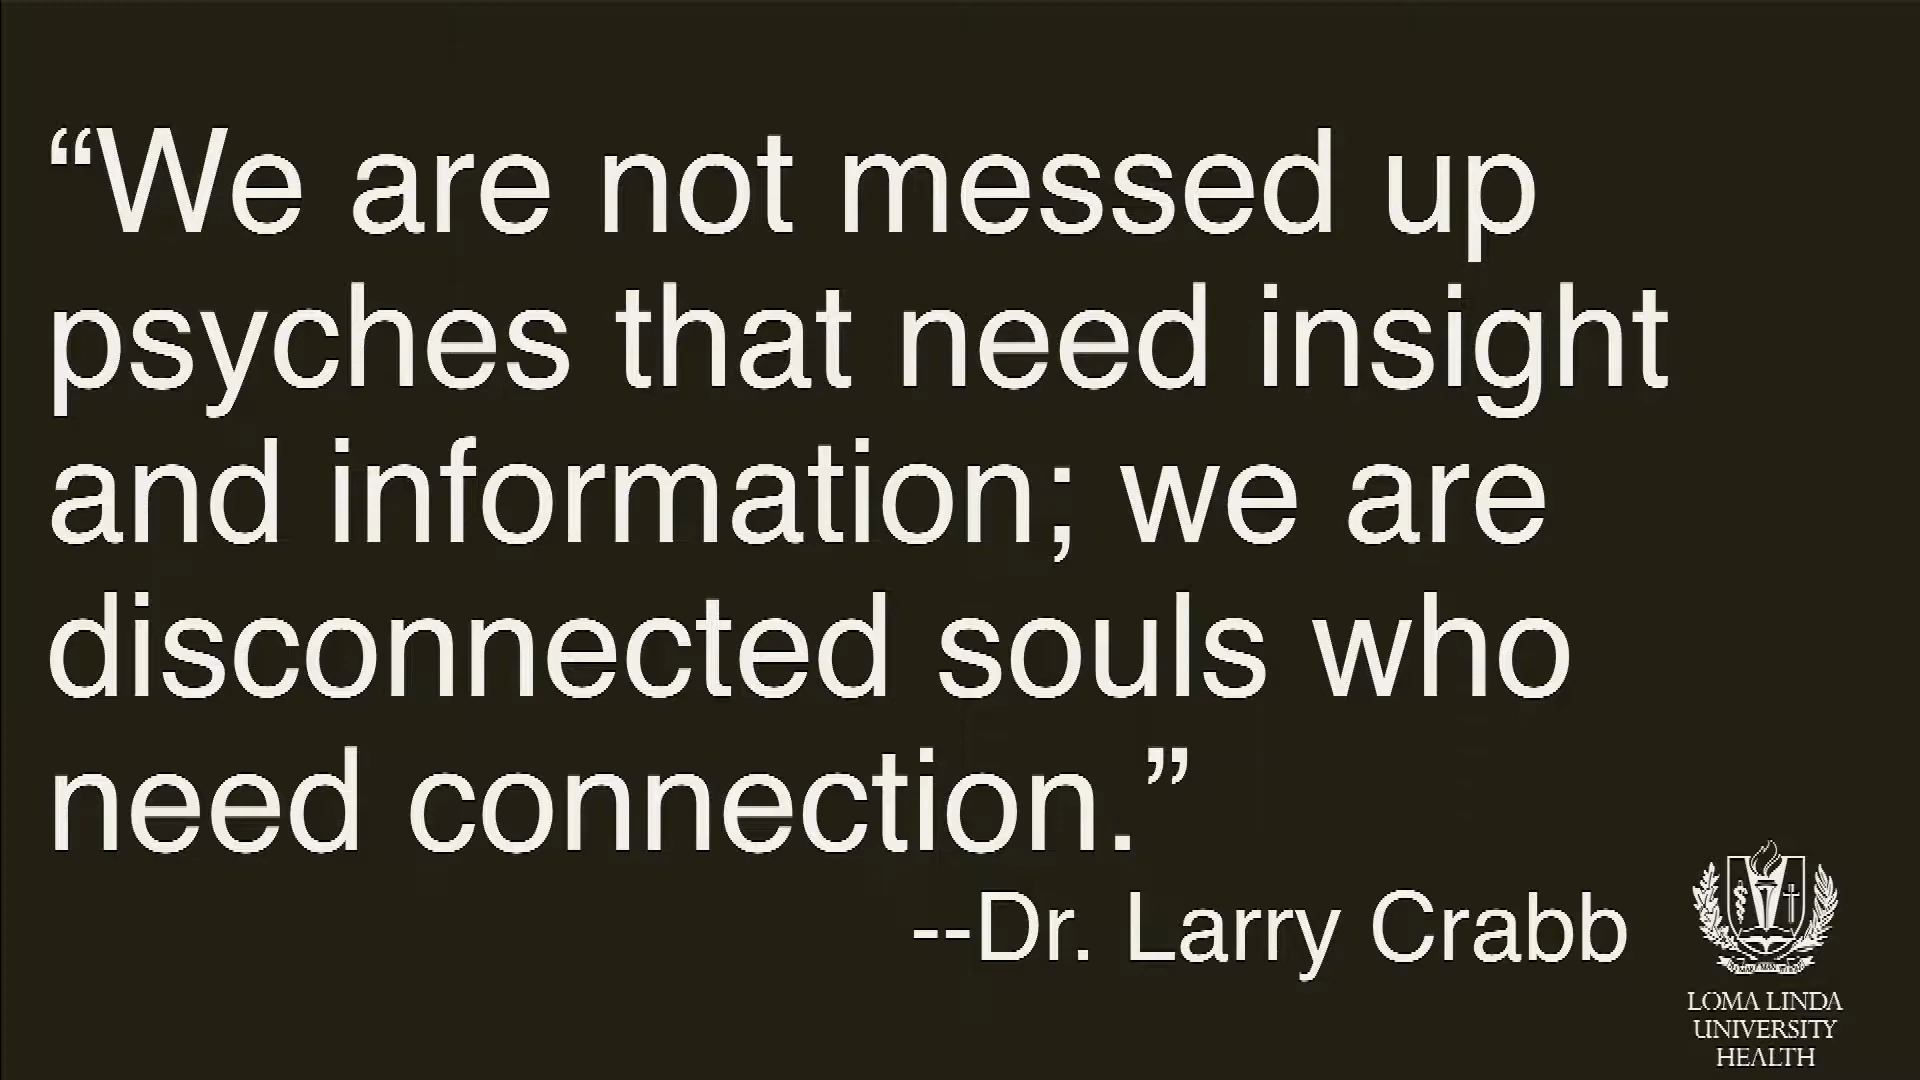 “We are not messed up
psyches that need insight
and information; we are
disconnected souls who
need connection.”
--Dr. Larry Crabb
LOMA LINDA
UNIVERSITY
HEALTH